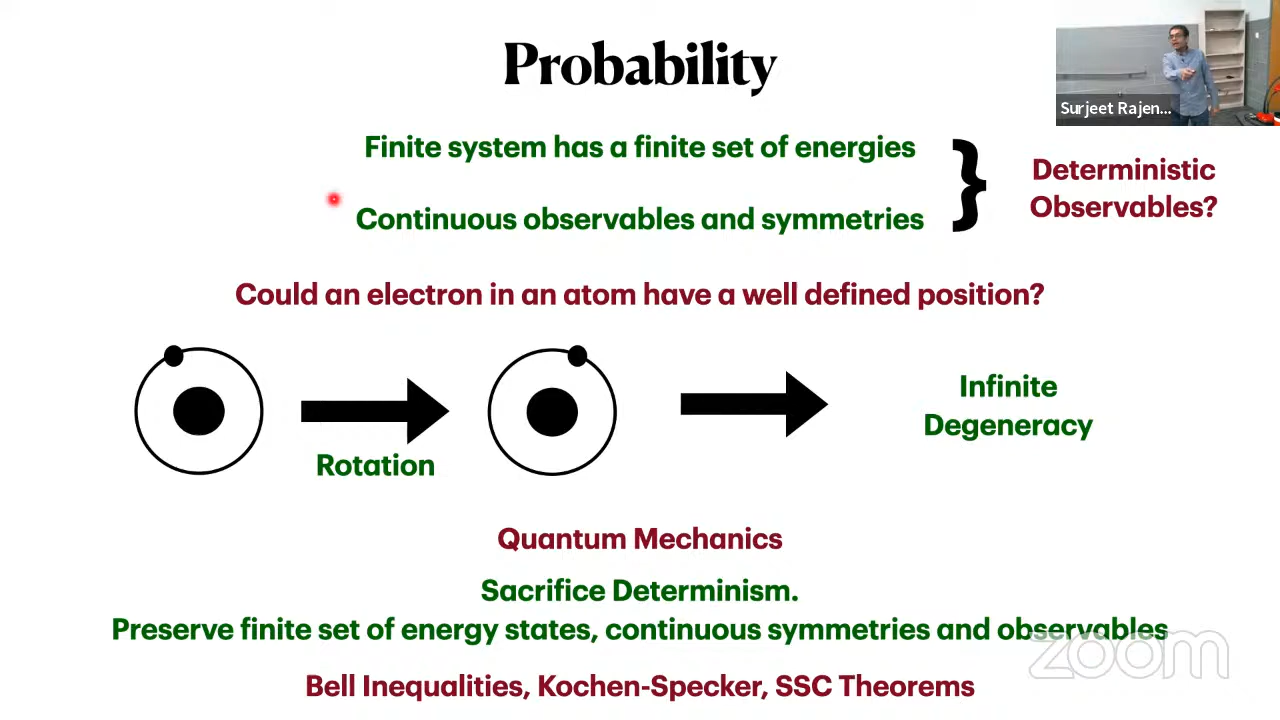 Probability
Surjeet Rajen...
Finite system has a finite set of energies
Continuous observables and symmetries
}
Deterministic
Observables?
Could an electron in an atom have a well defined position?
Rotation
Infinite
Degeneracy
Quantum Mechanics
Sacrifice Determinism.
Preserve finite set of energy states, continuous symmetries and observables
zoom
Bell Inequalities, Kochen-Specker, SSC Theorems